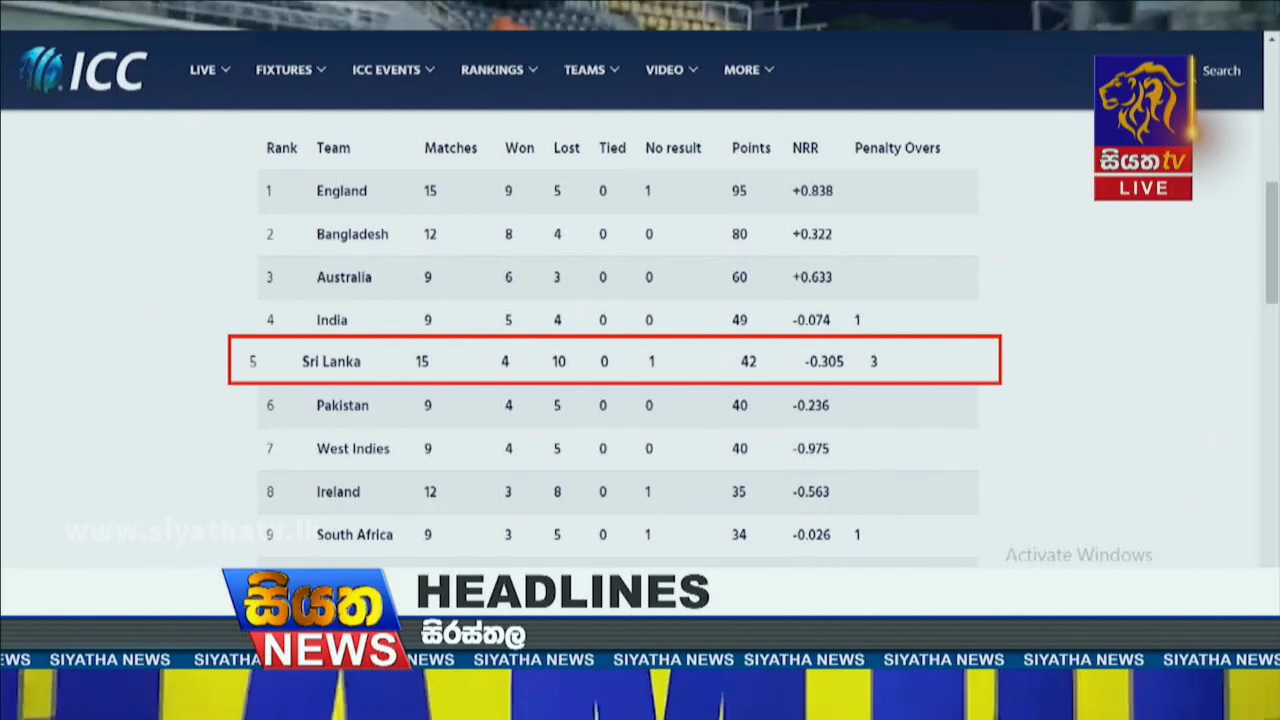 ICC LIVE FIXTURES ICC EVENTS RANKINGS TEAMS VIDEO MORE Search
සියත tv
LIVE
Rank Team Matches Won Lost Tied No result Points NRR Penalty Overs
1 England 15 9 5 0 1 95 +0.838
2 Bangladesh 12 8 4 0 0 80 +0.322
3 Australia 9 6 3 0 0 60 +0.633
4 India 9 5 4 0 0 49 -0.074 1
5 Sri Lanka 15 4 10 0 1 42 -0.305 3
6 Pakistan 9 4 5 0 0 40 -0.236
7 West Indies 9 4 5 0 0 40 -0.975
8 Ireland 12 3 8 0 1 35 -0.563
9 South Africa 9 3 5 0 1 34 -0.026 1
www.siyathatv.lk
Activate Windows
සියත NEWS
HEADLINES
සිරස්තල
EWS SIYATHA NEWS SIYATHA NEWS SIYATHA NEWS SIYATHA NEWS SIYATHA NEWS SIYATHA NEWS SIYATHA NEWS SIYATHA NEWS